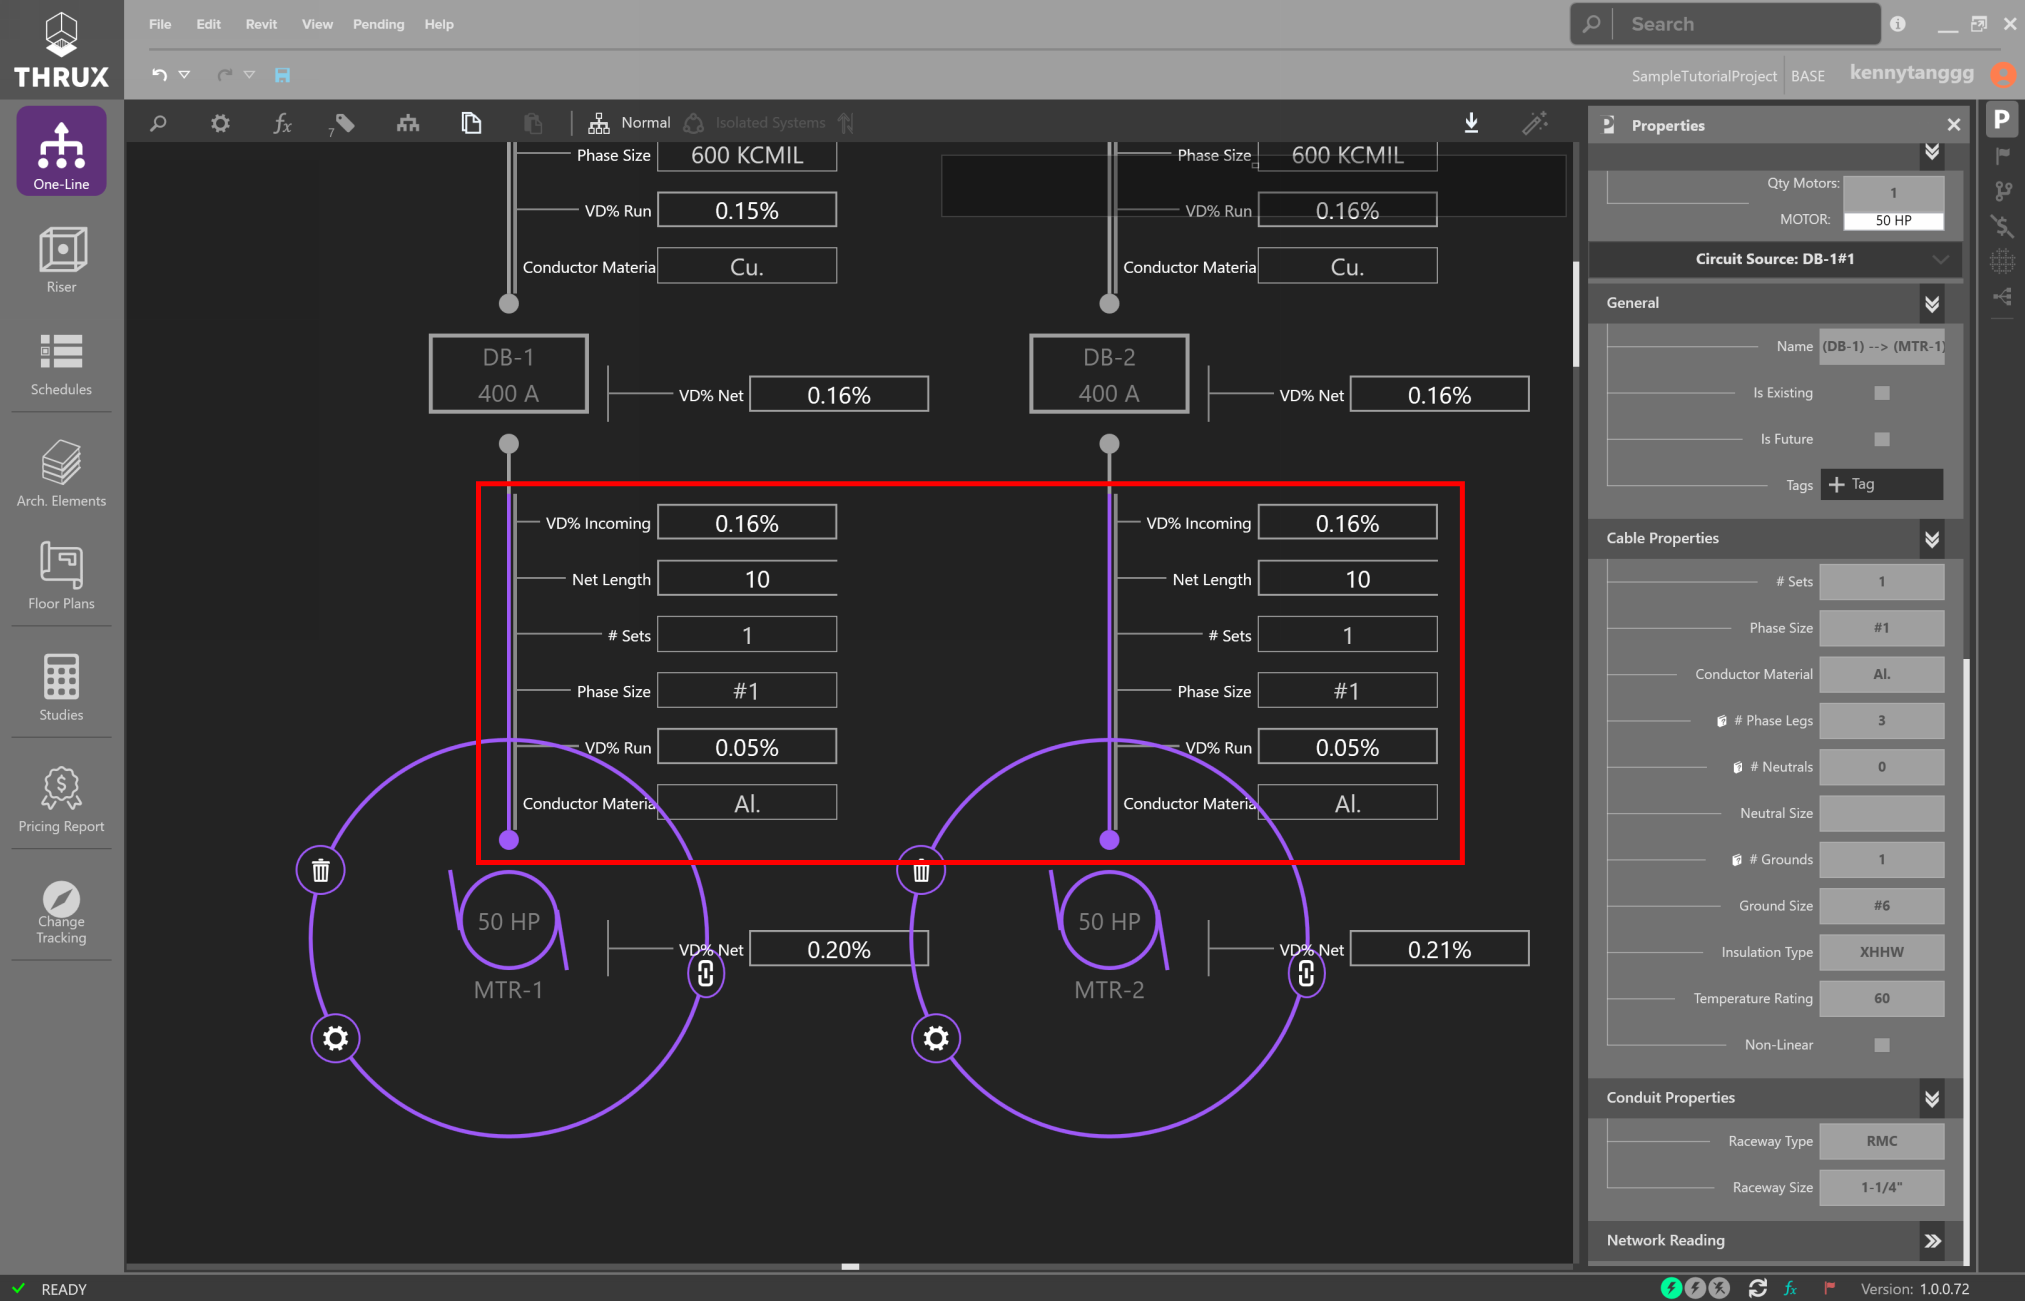 File Edit Revit View Pending Help
Search
THRUX
SampleTutorialProject BASE kennytanggg
7 Normal Isolated Systems
Properties
P
One-Line
Riser
Schedules
Arch. Elements
Floor Plans
Studies
Pricing Report
Change
Tracking
Phase Size 600 KCMIL
VD% Run 0.15%
Conductor Materia Cu.
DB-1
400 A
VD% Net 0.16%
VD% Incoming 0.16%
Net Length 10
# Sets 1
Phase Size #1
VD% Run 0.05%
Conductor Materia Al.
50 HP
MTR-1
VD% Net 0.20%
Phase Size 600 KCMIL
VD% Run 0.16%
Conductor Materia Cu.
DB-2
400 A
VD% Net 0.16%
VD% Incoming 0.16%
Net Length 10
# Sets 1
Phase Size #1
VD% Run 0.05%
Conductor Materia Al.
50 HP
MTR-2
VD% Net 0.21%
Qty Motors: 1
MOTOR: 50 HP
Circuit Source: DB-1#1
General
Name (DB-1) --> (MTR-1)
Is Existing
Is Future
Tags + Tag
Cable Properties
# Sets 1
Phase Size #1
Conductor Material Al.
# Phase Legs 3
# Neutrals 0
Neutral Size
# Grounds 1
Ground Size #6
Insulation Type XHHW
Temperature Rating 60
Non-Linear
Conduit Properties
Raceway Type RMC
Raceway Size 1-1/4"
Network Reading
READY
Version: 1.0.0.72